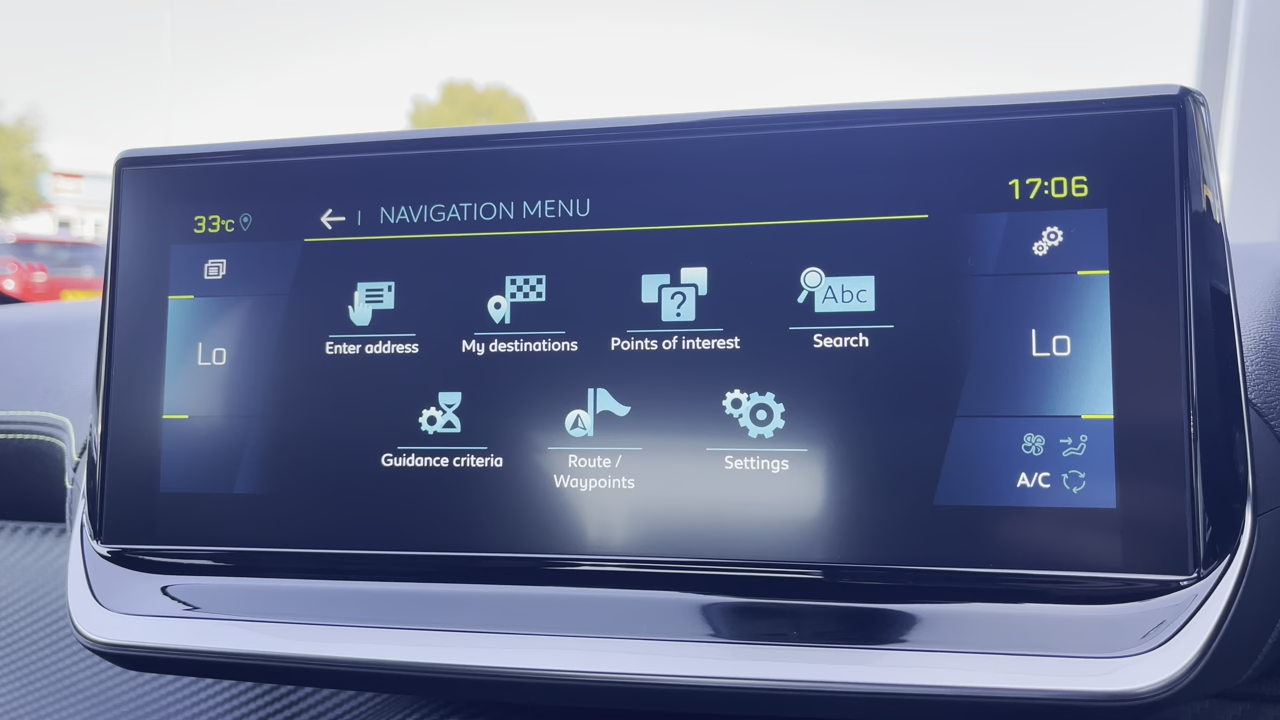 33°C
NAVIGATION MENU
17:06
Lo
Enter address
My destinations
Points of interest
Abc
Search
Lo
Guidance criteria
Route /
Waypoints
Settings
A/C